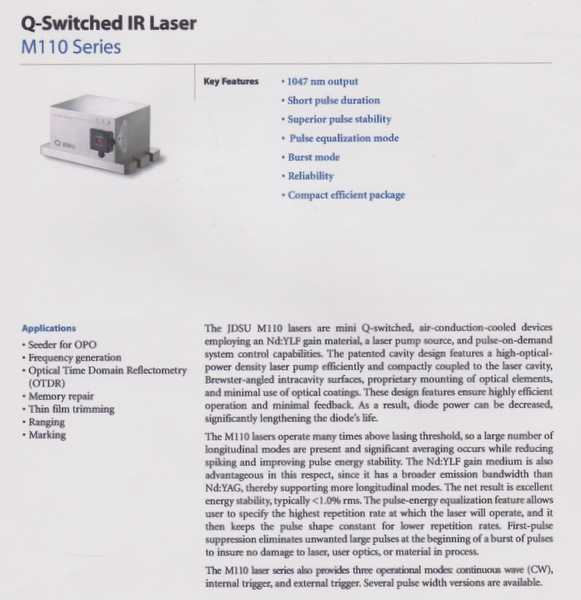 Q-Switched IR Laser
M110 Series
Key Features
• 1047 nm output
• Short pulse duration
• Superior pulse stability
• Pulse equalization mode
• Burst mode
• Reliability
• Compact efficient package
JDSU
Applications
• Seeder for OPO
• Frequency generation
• Optical Time Domain Reflectometry
(OTDR)
• Memory repair
• Thin film trimming
• Ranging
• Marking
The JDSU M110 lasers are mini Q-switched, air-conduction-cooled devices
employing an Nd:YLF gain material, a laser pump source, and pulse-on-demand
system control capabilities. The patented cavity design features a high-optical-
power density laser pump efficiently and compactly coupled to the laser cavity,
Brewster-angled intracavity surfaces, proprietary mounting of optical elements,
and minimal use of optical coatings. These design features ensure highly efficient
operation and minimal feedback. As a result, diode power can be decreased,
significantly lengthening the diode's life.
The M110 lasers operate many times above lasing threshold, so a large number of
longitudinal modes are present and significant averaging occurs while reducing
spiking and improving pulse energy stability. The Nd:YLF gain medium is also
advantageous in this respect, since it has a broader emission bandwidth than
Nd:YAG, thereby supporting more longitudinal modes. The net result is excellent
energy stability, typically <1.0% rms. The pulse-energy equalization feature allows
user to specify the highest repetition rate at which the laser will operate, and it
then keeps the pulse shape constant for lower repetition rates. First-pulse
suppression eliminates unwanted large pulses at the beginning of a burst of pulses
to insure no damage to laser, user optics, or material in process.
The M110 laser series also provides three operational modes: continuous wave (CW),
internal trigger, and external trigger. Several pulse width versions are available.